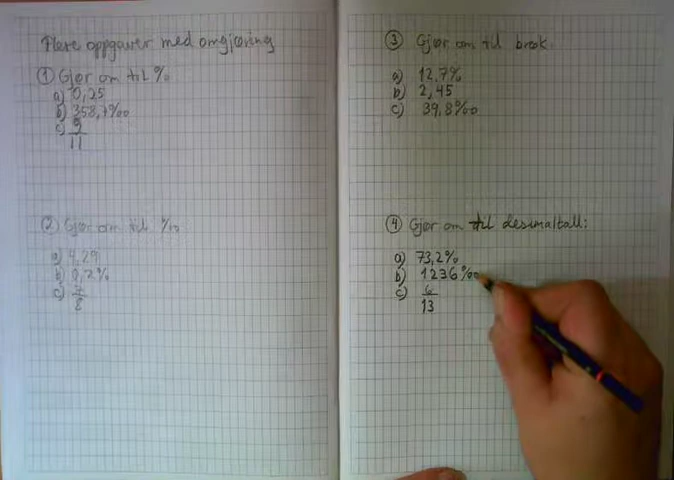 Flere oppgaver med omgjøring
① Gjør om til %
a) 0,25
b) 358,7‰
c) 9
11
② Gjør om til ‰
a) 4,29
b) 0,2%
c) 7
8
③ Gjør om til brøk.
a) 12,7%
b) 2,45
c) 39,8‰
④ Gjør om til desimaltall:
a) 73,2%
b) 1236‰
c) 6
13